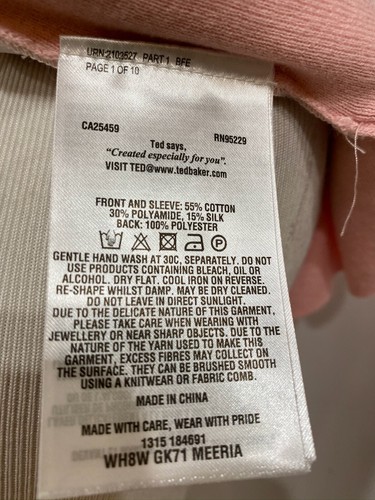 URN:2103527 PART 1 BFE
PAGE 1 OF 10
CA25459 RN95229
Ted says,
"Created especially for you".
VISIT TED@www.tedbaker.com
FRONT AND SLEEVE: 55% COTTON
30% POLYAMIDE, 15% SILK
BACK: 100% POLYESTER
P
GENTLE HAND WASH AT 30C, SEPARATELY. DO NOT
USE PRODUCTS CONTAINING BLEACH, OIL OR
ALCOHOL. DRY FLAT. COOL IRON ON REVERSE.
RE-SHAPE WHILST DAMP. MAY BE DRY CLEANED.
DO NOT LEAVE IN DIRECT SUNLIGHT.
DUE TO THE DELICATE NATURE OF THIS GARMENT,
PLEASE TAKE CARE WHEN WEARING WITH
JEWELLERY OR NEAR SHARP OBJECTS. DUE TO THE
NATURE OF THE YARN USED TO MAKE THIS
GARMENT, EXCESS FIBRES MAY COLLECT ON
THE SURFACE. THEY CAN BE BRUSHED SMOOTH
USING A KNITWEAR OR FABRIC COMB.
MADE IN CHINA
MADE WITH CARE, WEAR WITH PRIDE
1315 184691
WH8W GK71 MEERIA